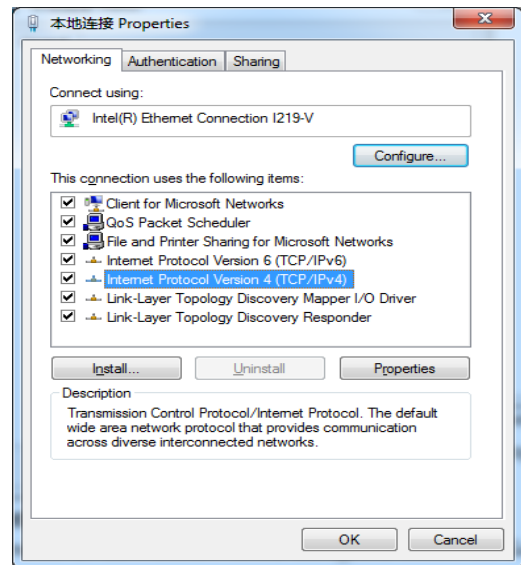 本地连接 Properties
Networking
Authentication
Sharing
Connect using:
Intel(R) Ethernet Connection I219-V
Configure...
This connection uses the following items:
Client for Microsoft Networks
QoS Packet Scheduler
File and Printer Sharing for Microsoft Networks
Internet Protocol Version 6 (TCP/IPv6)
Internet Protocol Version 4 (TCP/IPv4)
Link-Layer Topology Discovery Mapper I/O Driver
Link-Layer Topology Discovery Responder
Install...
Uninstall
Properties
Description
Transmission Control Protocol/Internet Protocol. The default
wide area network protocol that provides communication
across diverse interconnected networks.
OK
Cancel